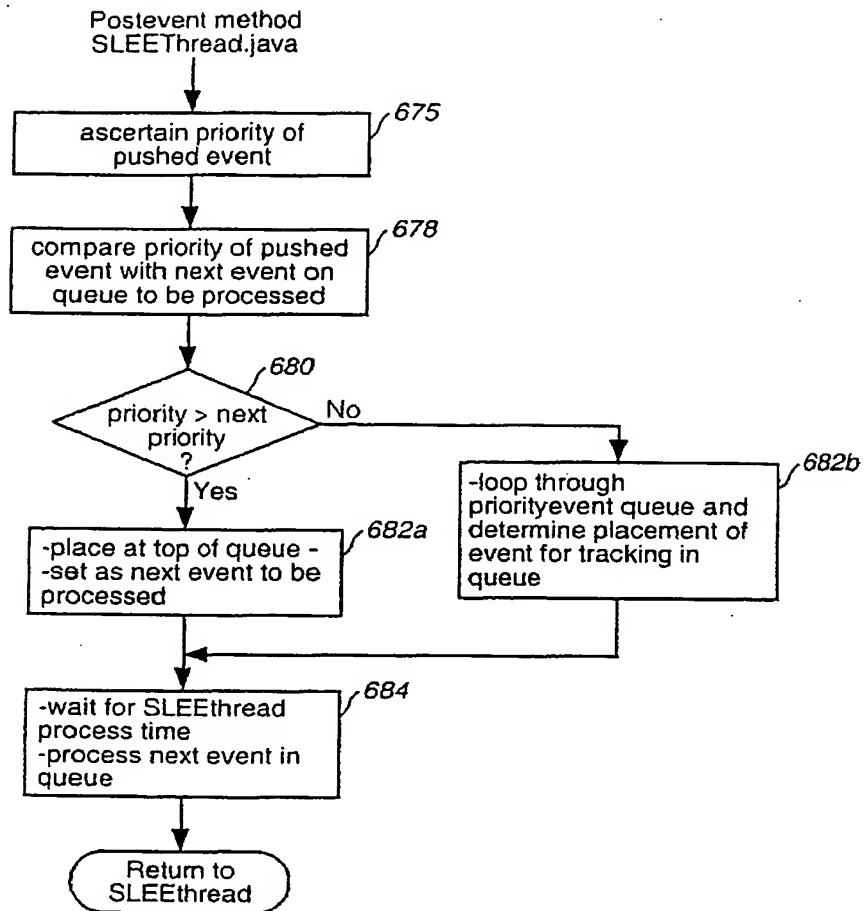 Postevent method
SLEEThread.java
675
ascertain priority of
pushed event
678
compare priority of pushed
event with next event on
queue to be processed
680
priority > next
priority
?
No
Yes
682b
-loop through
priorityevent queue and
determine placement of
event for tracking in
queue
682a
-place at top of queue -
-set as next event to be
processed
684
-wait for SLEEthread
process time
-process next event in
queue
Return to
SLEEthread